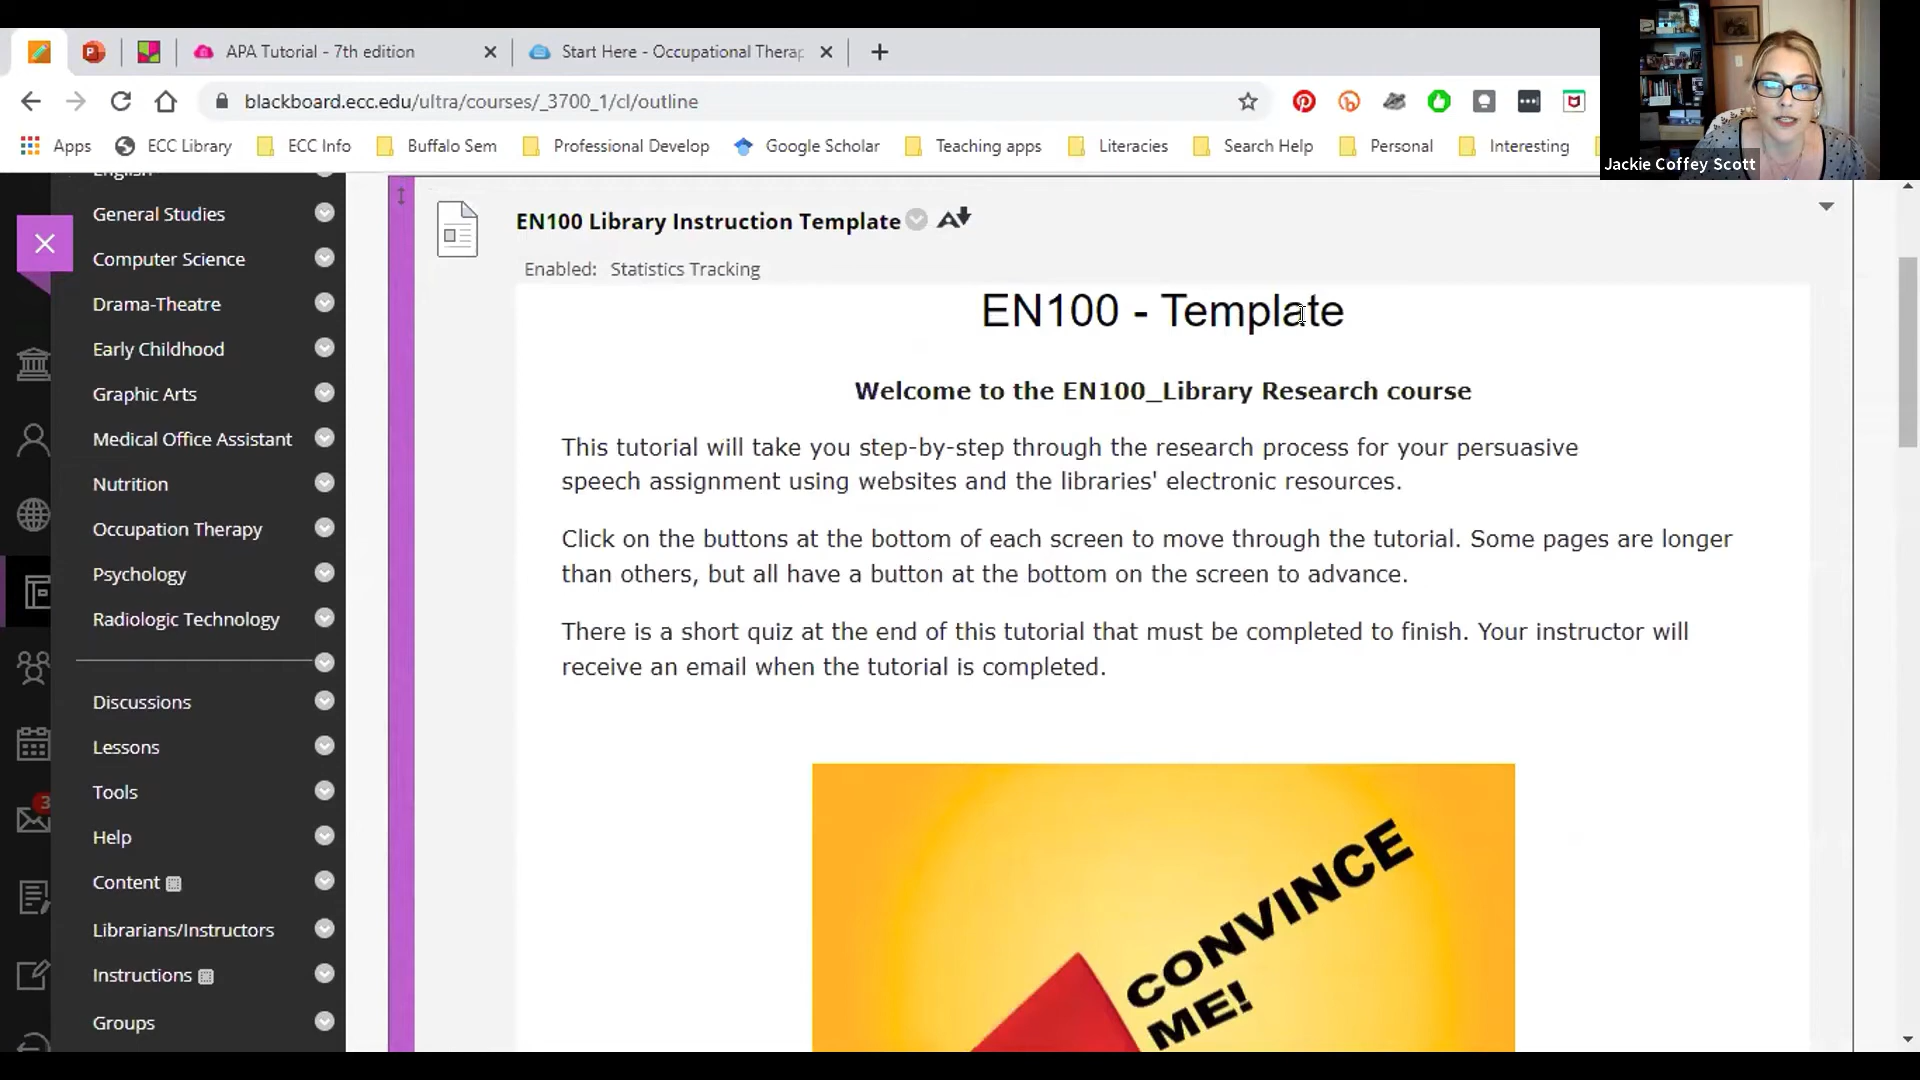 APA Tutorial - 7th edition
Start Here - Occupational Therap
blackboard.ecc.edu/ultra/courses/_3700_1/cl/outline
Apps
ECC Library
ECC Info
Buffalo Sem
Professional Develop
Google Scholar
Teaching apps
Literacies
Search Help
Personal
Interesting
Jackie Coffey Scott
English
General Studies
Computer Science
Drama-Theatre
Early Childhood
Graphic Arts
Medical Office Assistant
Nutrition
Occupation Therapy
Psychology
Radiologic Technology
Discussions
Lessons
Tools
3
Help
Content
Librarians/Instructors
Instructions
Groups
EN100 Library Instruction Template
Enabled: Statistics Tracking
EN100 - Template
Welcome to the EN100_Library Research course
This tutorial will take you step-by-step through the research process for your persuasive
speech assignment using websites and the libraries' electronic resources.
Click on the buttons at the bottom of each screen to move through the tutorial. Some pages are longer
than others, but all have a button at the bottom on the screen to advance.
There is a short quiz at the end of this tutorial that must be completed to finish. Your instructor will
receive an email when the tutorial is completed.
CONVINCE
ME!